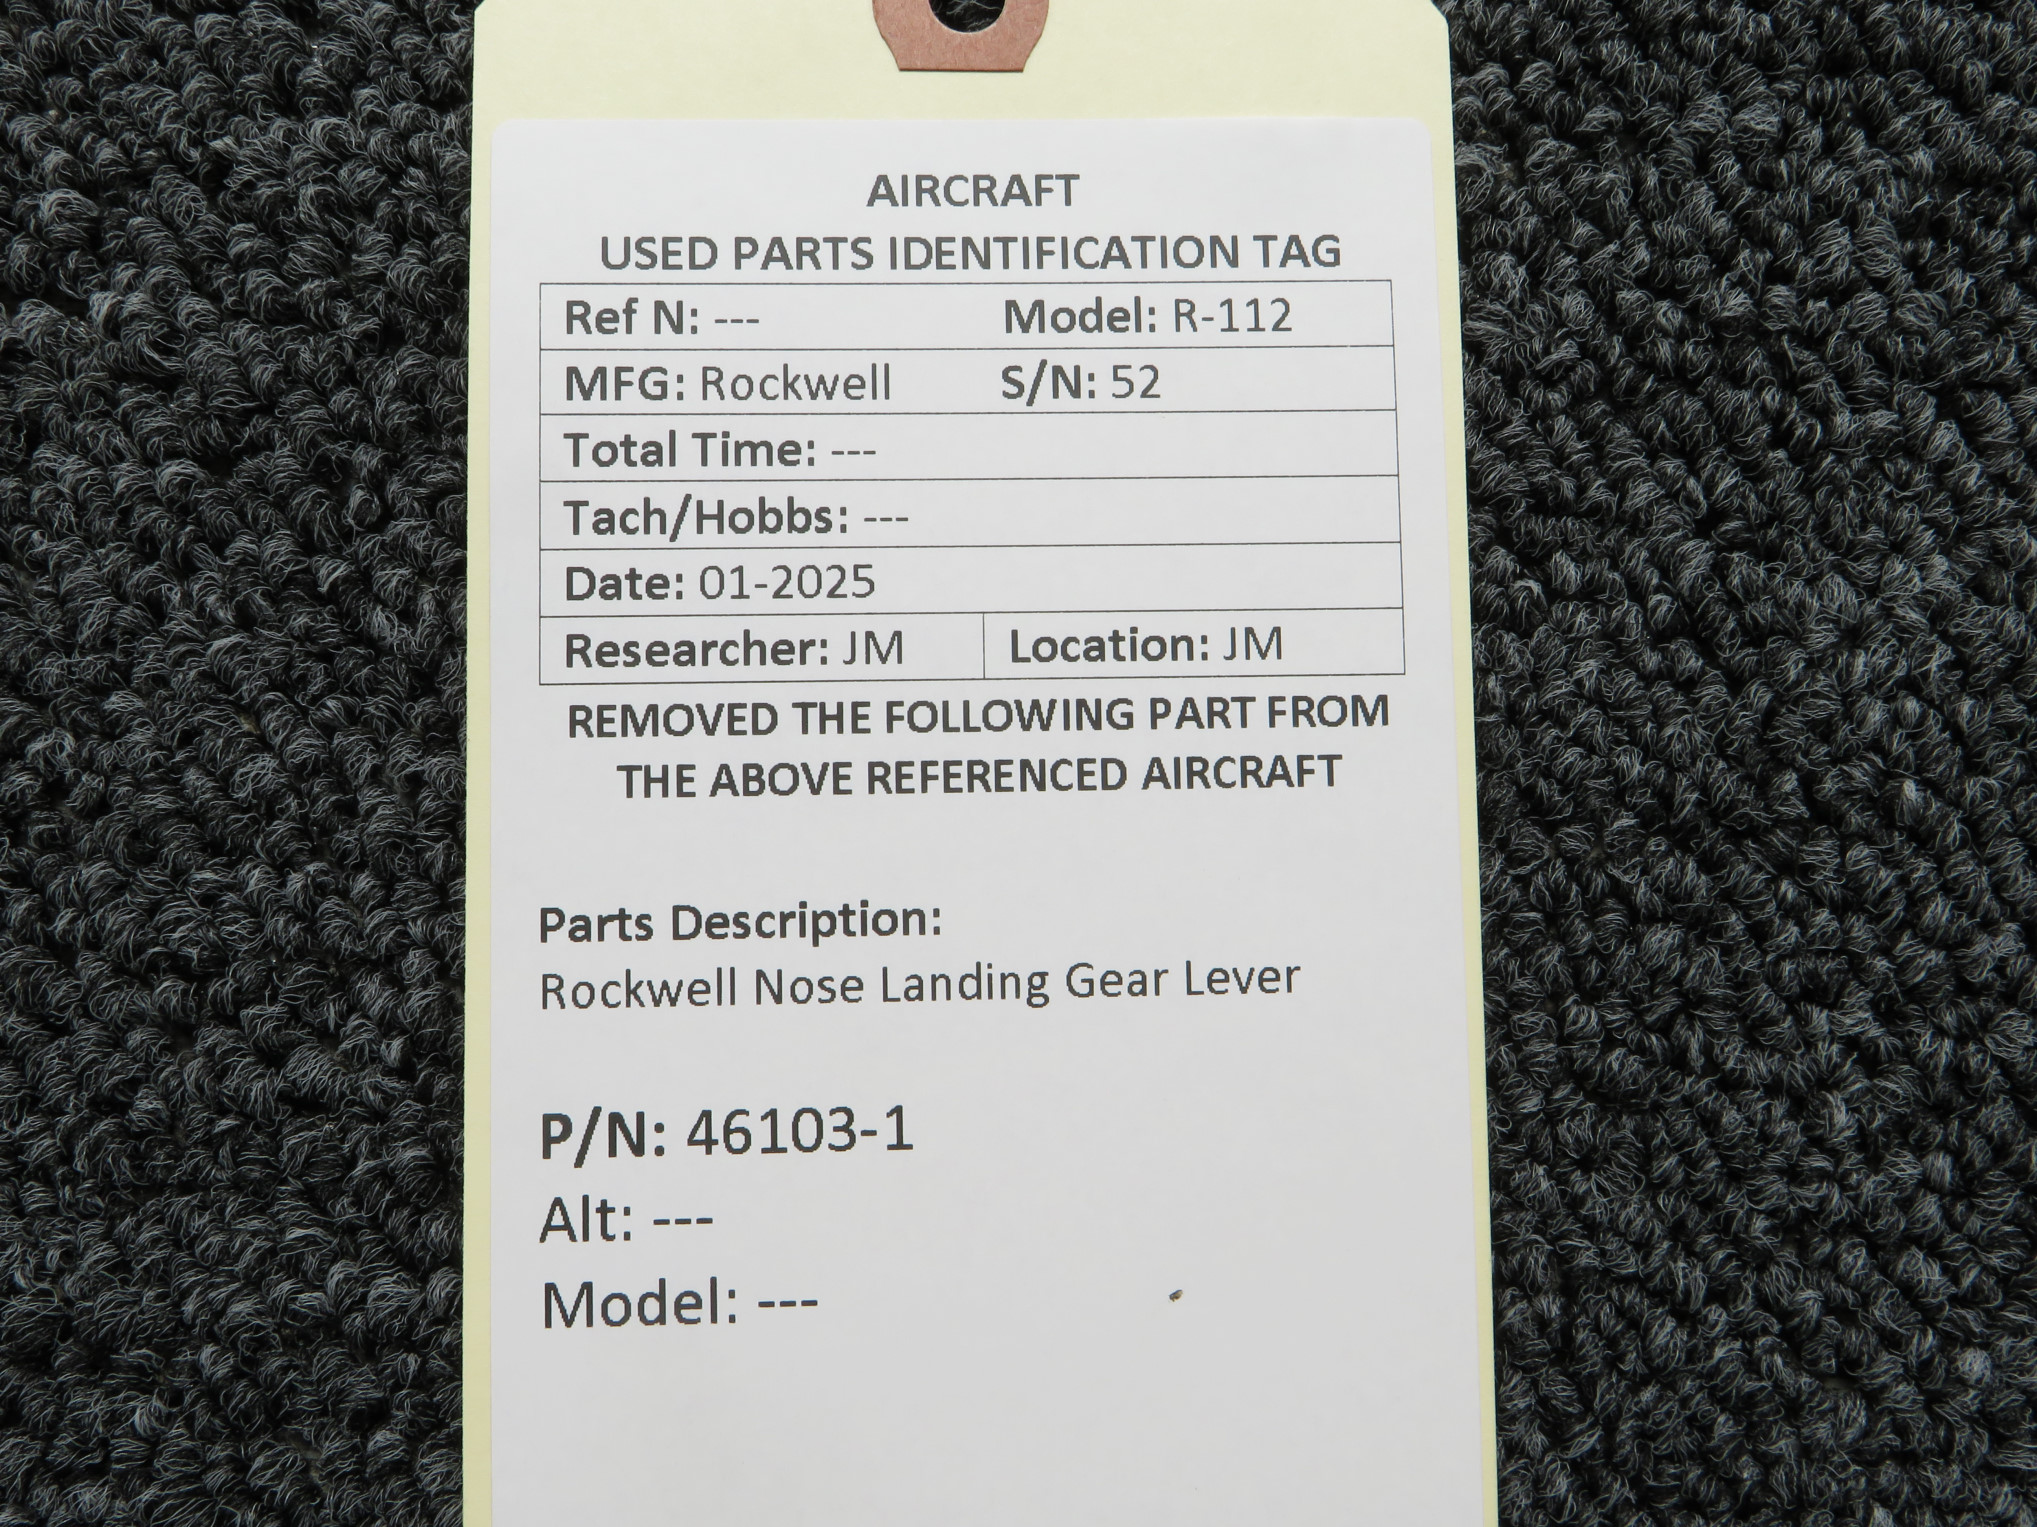 AIRCRAFT
USED PARTS IDENTIFICATION TAG
Ref N: --- Model: R-112
MFG: Rockwell S/N: 52
Total Time: ---
Tach/Hobbs: ---
Date: 01-2025
Researcher: JM Location: JM
REMOVED THE FOLLOWING PART FROM
THE ABOVE REFERENCED AIRCRAFT
Parts Description:
Rockwell Nose Landing Gear Lever
P/N: 46103-1
Alt: ---
Model: ---